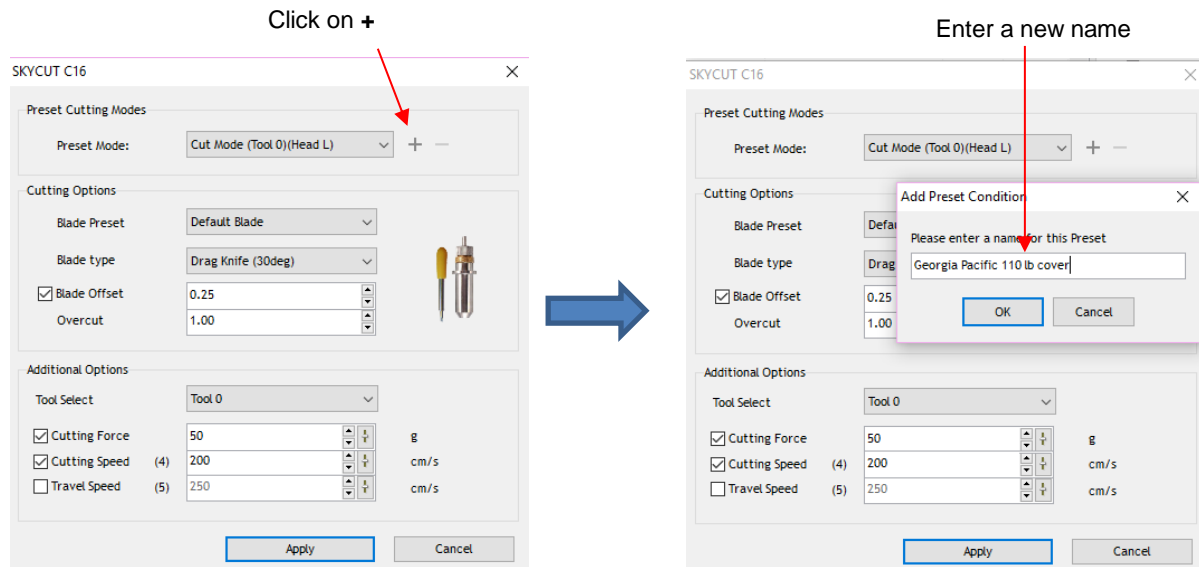 Click on +
SKYCUT C16
Preset Cutting Modes
Preset Mode: Cut Mode (Tool 0)(Head L)
Cutting Options
Blade Preset Default Blade
Blade type Drag Knife (30deg)
Blade Offset 0.25
Overcut 1.00
Additional Options
Tool Select Tool 0
Cutting Force 50 g
Cutting Speed (4) 200 cm/s
Travel Speed (5) 250 cm/s
Apply Cancel
Enter a new name
SKYCUT C16
Preset Cutting Modes
Preset Mode: Cut Mode (Tool 0)(Head L)
Cutting Options
Blade Preset
Blade type Drag
Blade Offset 0.25
Overcut 1.00
Add Preset Condition
Please enter a name for this Preset
Georgia Pacific 110 lb cover
OK Cancel
Additional Options
Tool Select Tool 0
Cutting Force 50 g
Cutting Speed (4) 200 cm/s
Travel Speed (5) 250 cm/s
Apply Cancel